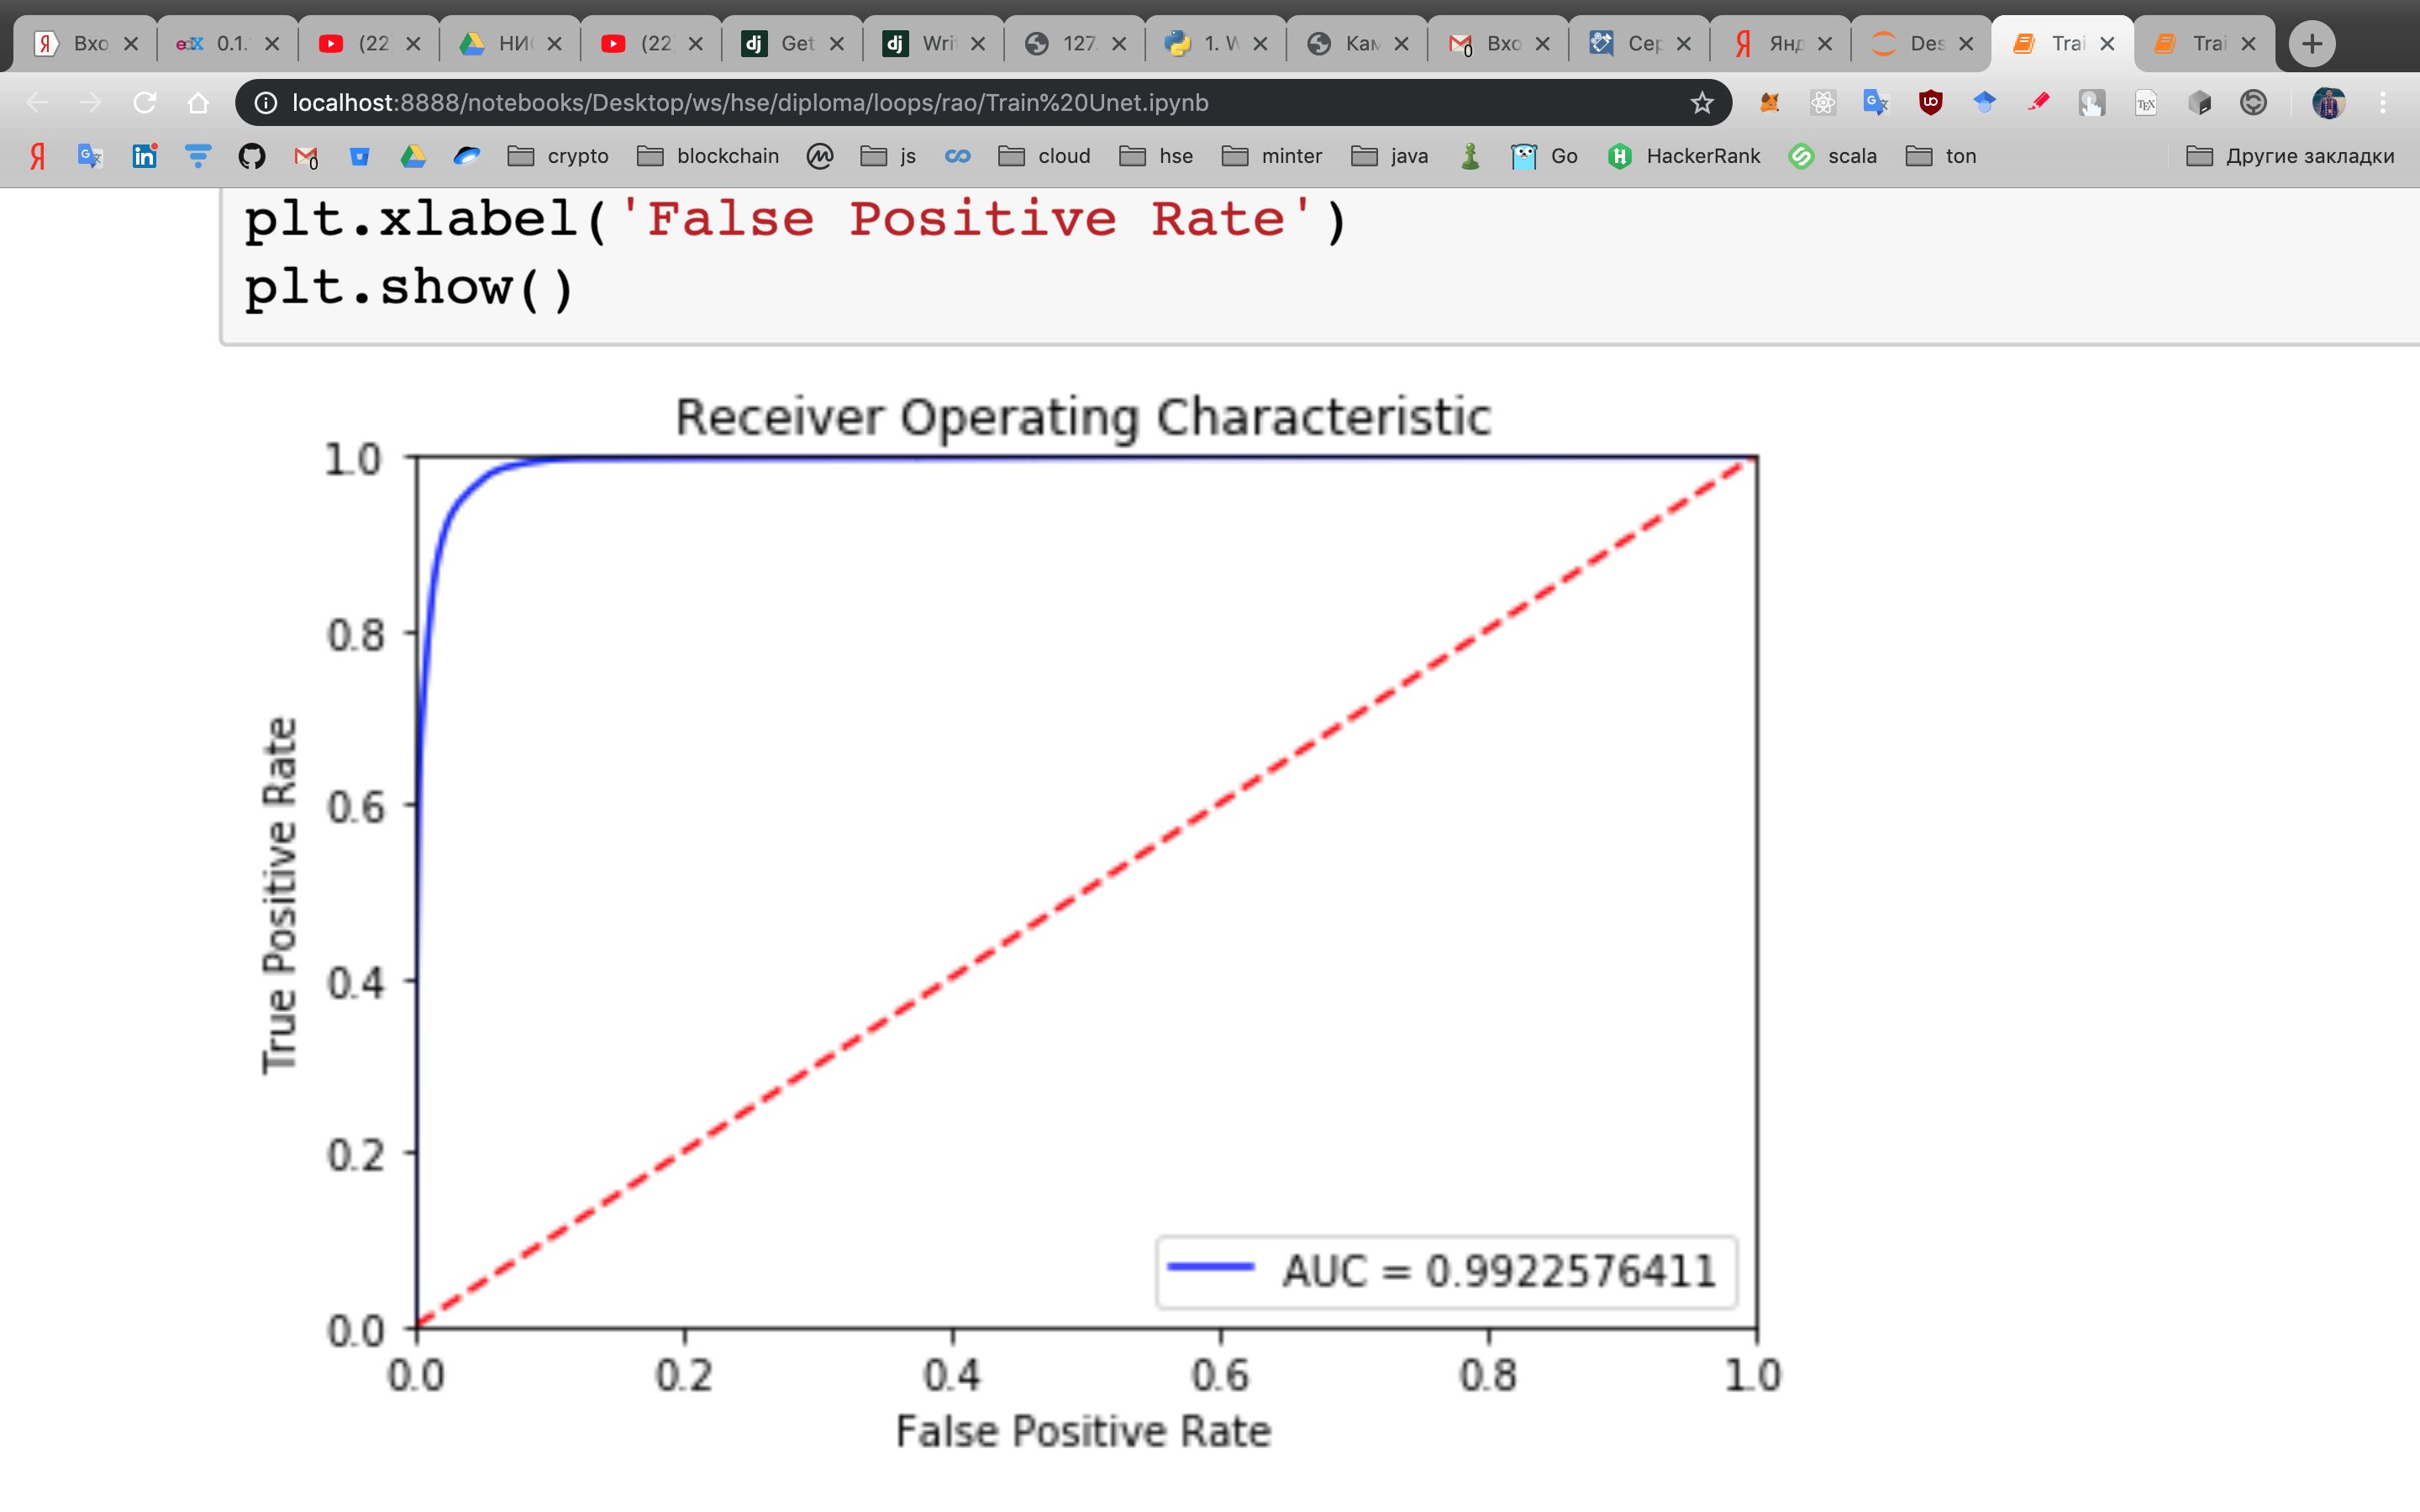 Вхо 0.1. (22 НИ (22 Get Wri 127. 1. W Кам Вхо Сер Янд Des Trai Trai
localhost:8888/notebooks/Desktop/ws/hse/diploma/loops/rao/Train%20Unet.ipynb
crypto blockchain js cloud hse minter java Go HackerRank scala ton Другие закладки
plt.xlabel('False Positive Rate')
plt.show()
Receiver Operating Characteristic
1.0
0.8
0.6
0.4
0.2
0.0
True Positive Rate
AUC = 0.9922576411
0.0 0.2 0.4 0.6 0.8 1.0
False Positive Rate